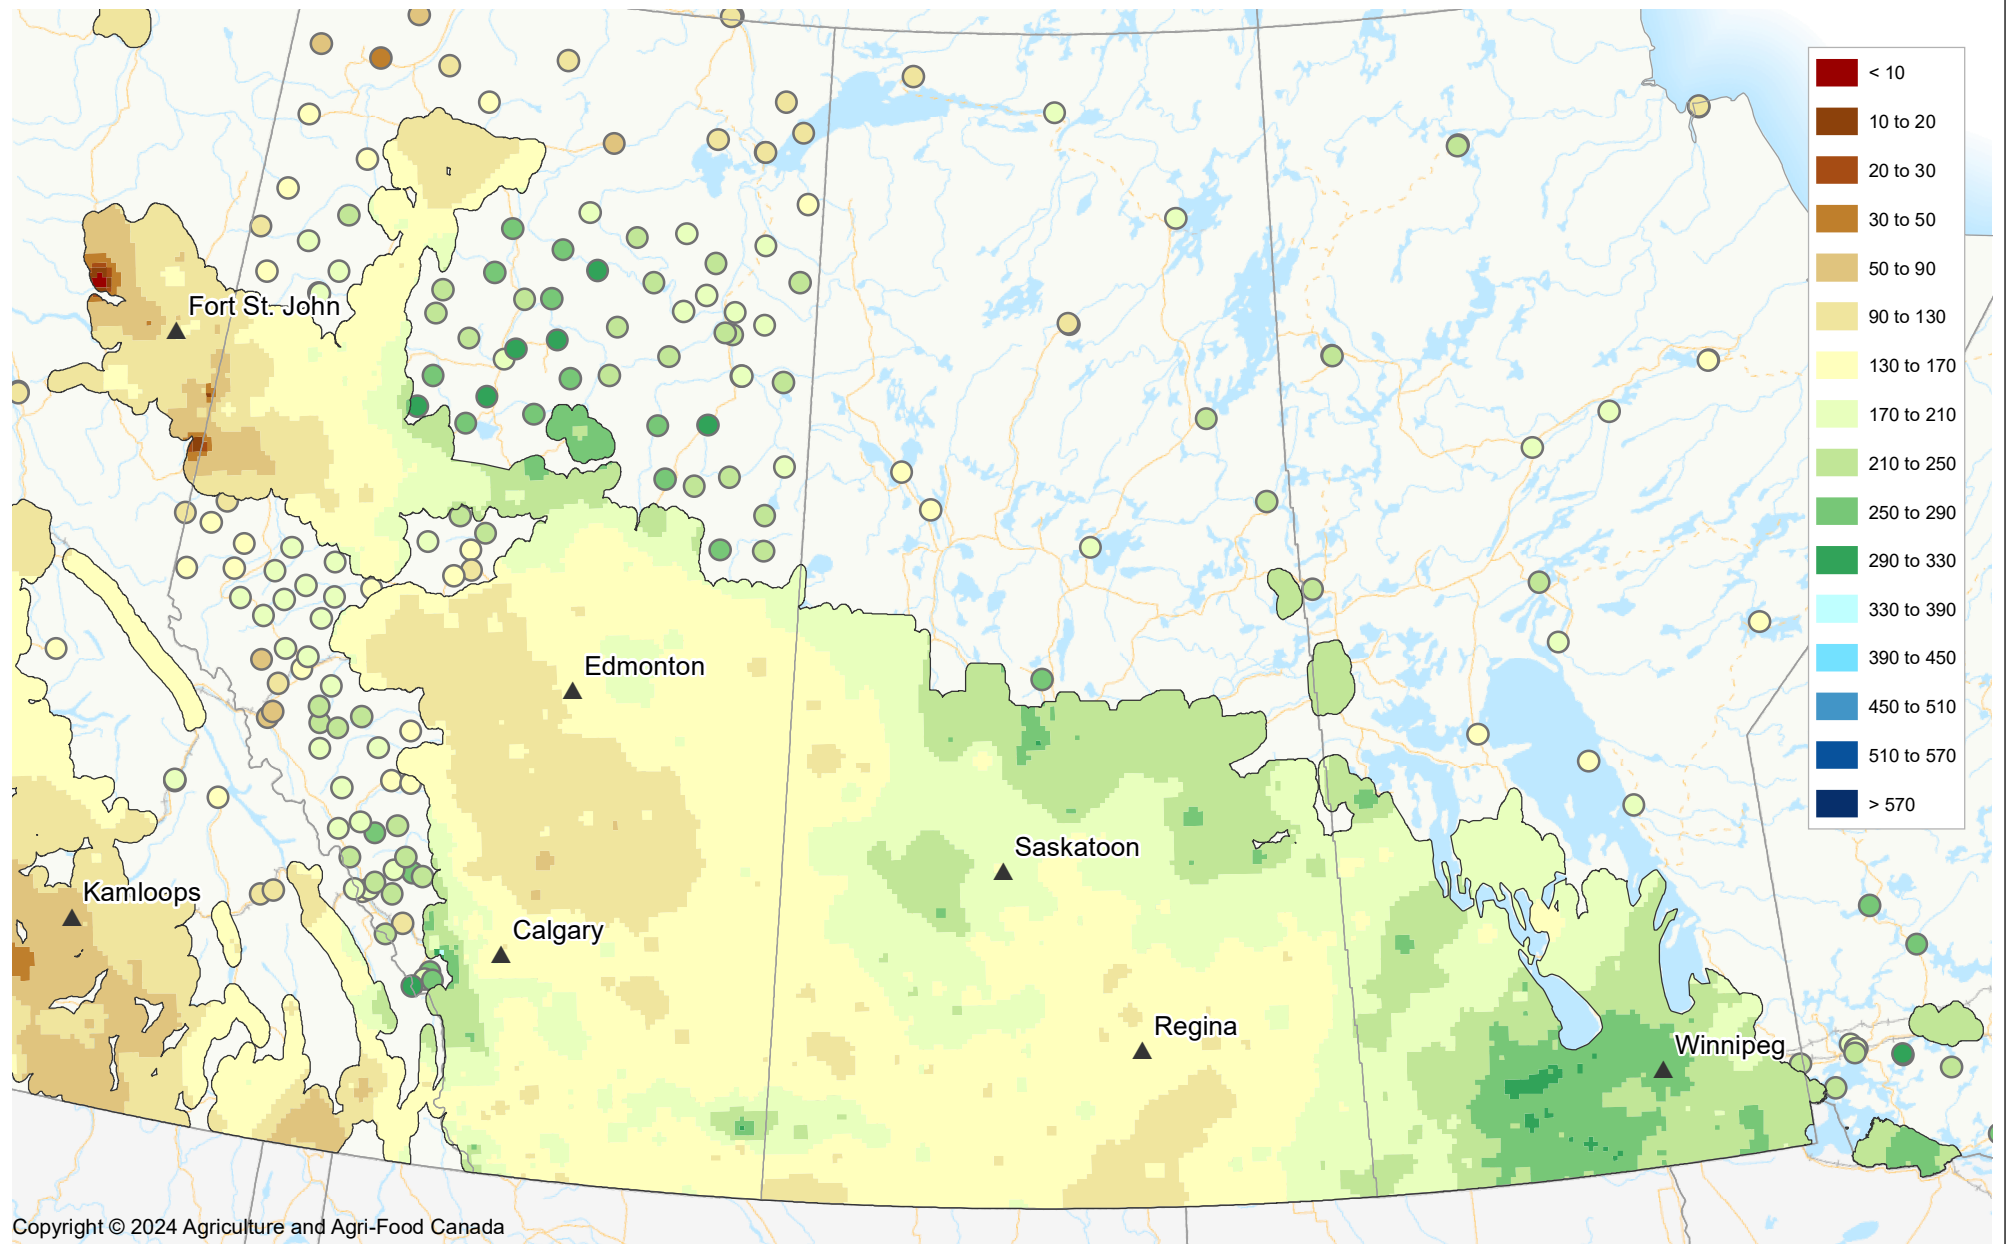 < 10
10 to 20
20 to 30
30 to 50
50 to 90
90 to 130
130 to 170
170 to 210
210 to 250
250 to 290
290 to 330
330 to 390
390 to 450
450 to 510
510 to 570
> 570
Fort St. John
Edmonton
Saskatoon
Kamloops
Calgary
Regina
Winnipeg
Copyright © 2024 Agriculture and Agri-Food Canada